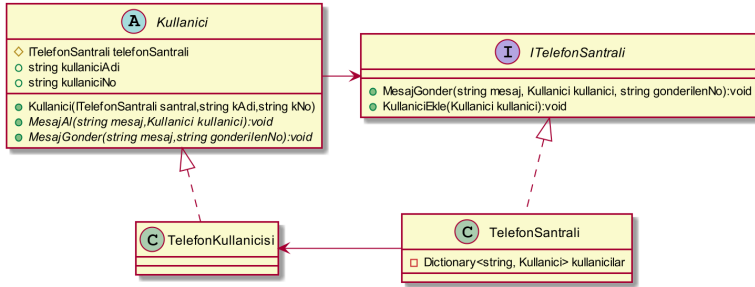 A Kullanici
ITelefonSantrali telefonSantrali
string kullaniciAdi
string kullaniciNo
Kullanici(ITelefonSantrali santral,string kAdi,string kNo)
MesajAl(string mesaj,Kullanici kullanici):void
MesajGonder(string mesaj,string gonderilenNo):void
I ITelefonSantrali
MesajGonder(string mesaj, Kullanici kullanici, string gonderilenNo):void
KullaniciEkle(Kullanici kullanici):void
C TelefonKullanicisi
C TelefonSantrali
Dictionary<string, Kullanici> kullanicilar